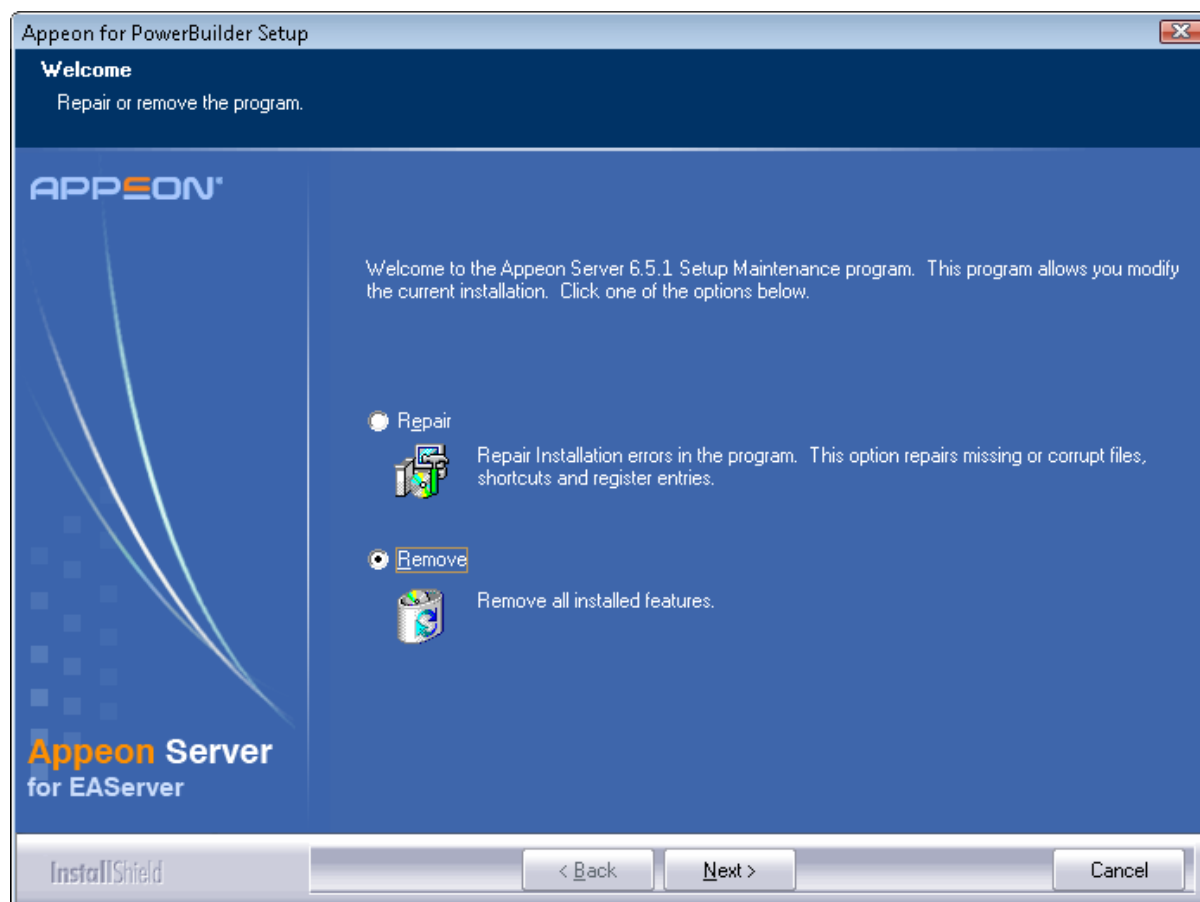 Appeon for PowerBuilder Setup
Welcome
Repair or remove the program.
APPEON®
Welcome to the Appeon Server 6.5.1 Setup Maintenance program.  This program allows you modify
the current installation.  Click one of the options below.
Repair
Repair Installation errors in the program.  This option repairs missing or corrupt files,
shortcuts and register entries.
Remove
Remove all installed features.
Appeon Server
for EAServer
InstallShield
< Back
Next >
Cancel